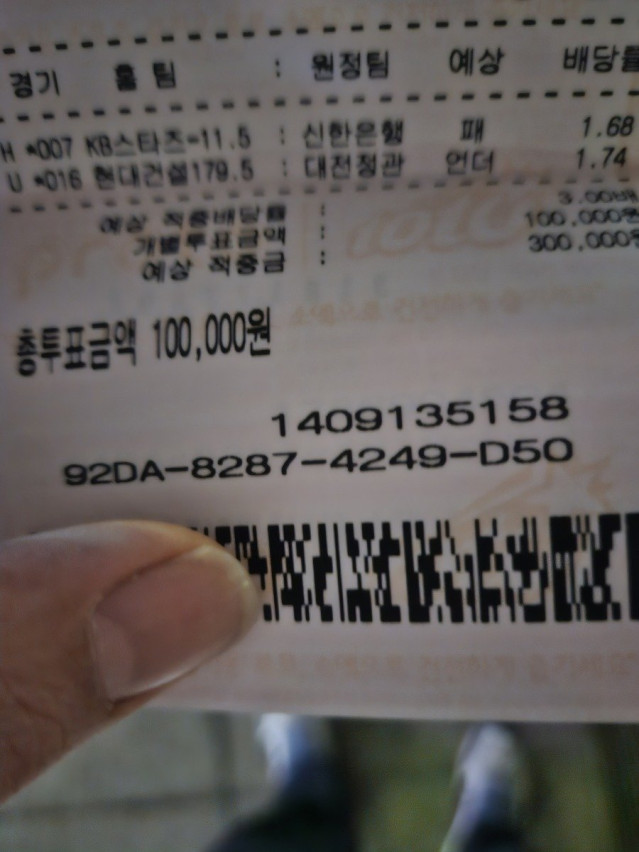 경기 홈 팀 : 원정팀 예상 배당률
H *007 KB스타즈-11.5 : 신한은행 패 1.68
U *016 현대건설179.5 : 대전정관 언더 1.74
예상 적중배당률 : 3.00배
개별투표금액 : 100,000원
예상 적중금 : 300,000원
총투표금액 100,000원
1409135158
92DA-8287-4249-D50